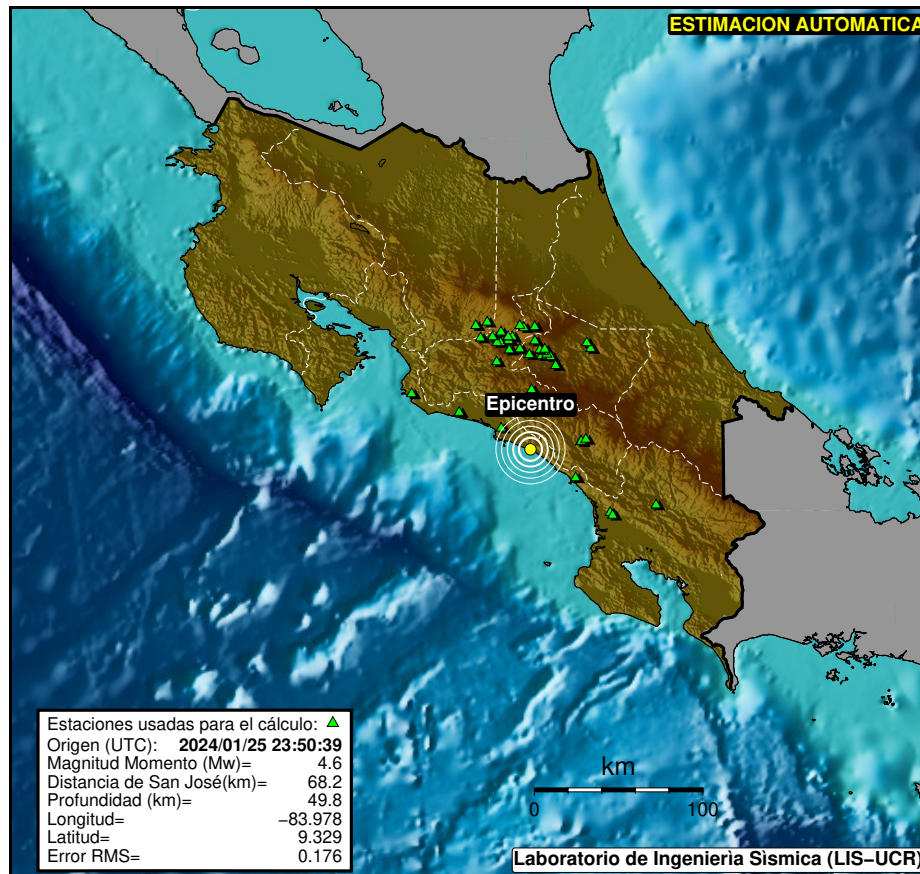 ESTIMACION AUTOMATICA
Epicentro
Estaciones usadas para el cálculo:
Origen (UTC): 2024/01/25 23:50:39
Magnitud Momento (Mw)= 4.6
Distancia de San José(km)= 68.2
Profundidad (km)= 49.8
Longitud= −83.978
Latitud= 9.329
Error RMS= 0.176
km
0 100
Laboratorio de Ingenierìa Sìsmica (LIS−UCR)